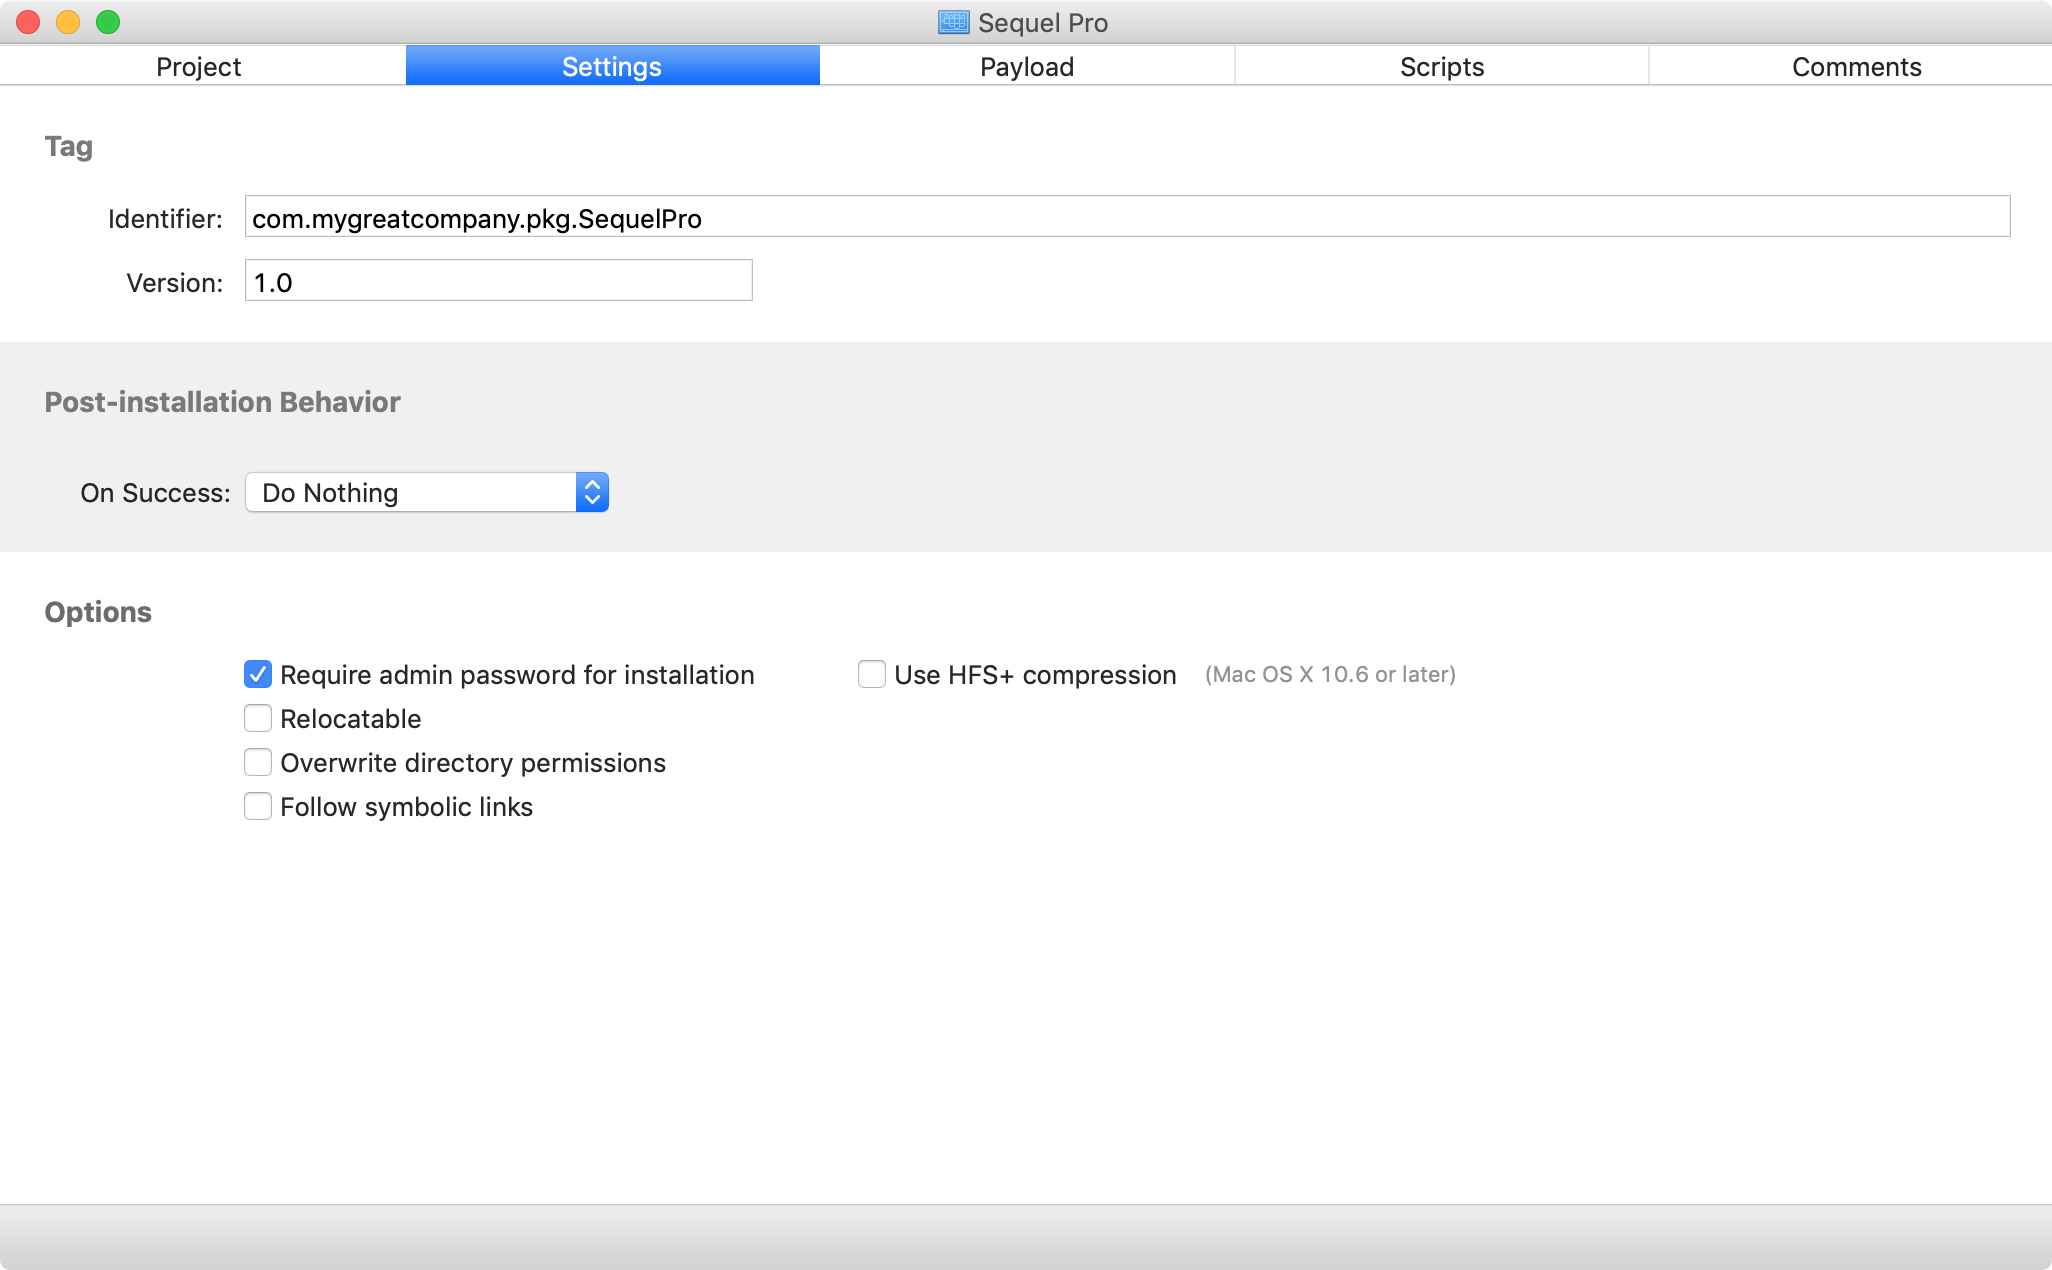 Sequel Pro
Project Settings Payload Scripts Comments
Tag
Identifier: com.mygreatcompany.pkg.SequelPro
Version: 1.0
Post-installation Behavior
On Success: Do Nothing
Options
Require admin password for installation Use HFS+ compression (Mac OS X 10.6 or later)
Relocatable
Overwrite directory permissions
Follow symbolic links